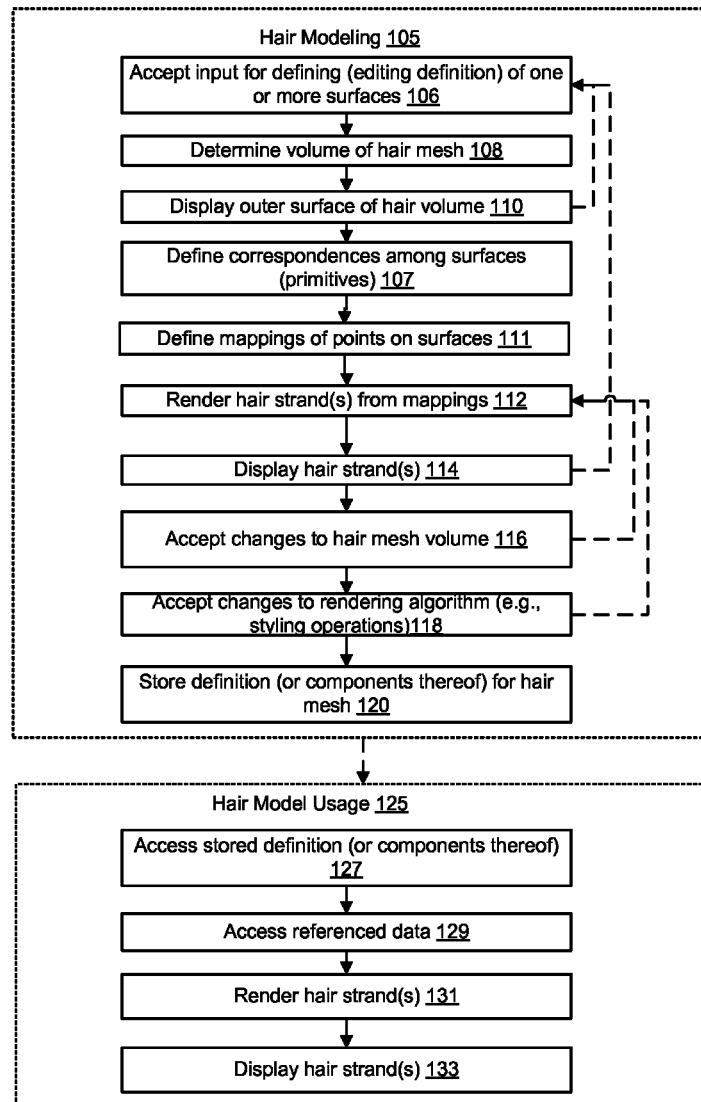 Hair Modeling 105
Accept input for defining (editing definition) of one
or more surfaces 106
Determine volume of hair mesh 108
Display outer surface of hair volume 110
Define correspondences among surfaces
(primitives) 107
Define mappings of points on surfaces 111
Render hair strand(s) from mappings 112
Display hair strand(s) 114
Accept changes to hair mesh volume 116
Accept changes to rendering algorithm (e.g.,
styling operations)118
Store definition (or components thereof) for hair
mesh 120
Hair Model Usage 125
Access stored definition (or components thereof)
127
Access referenced data 129
Render hair strand(s) 131
Display hair strand(s) 133